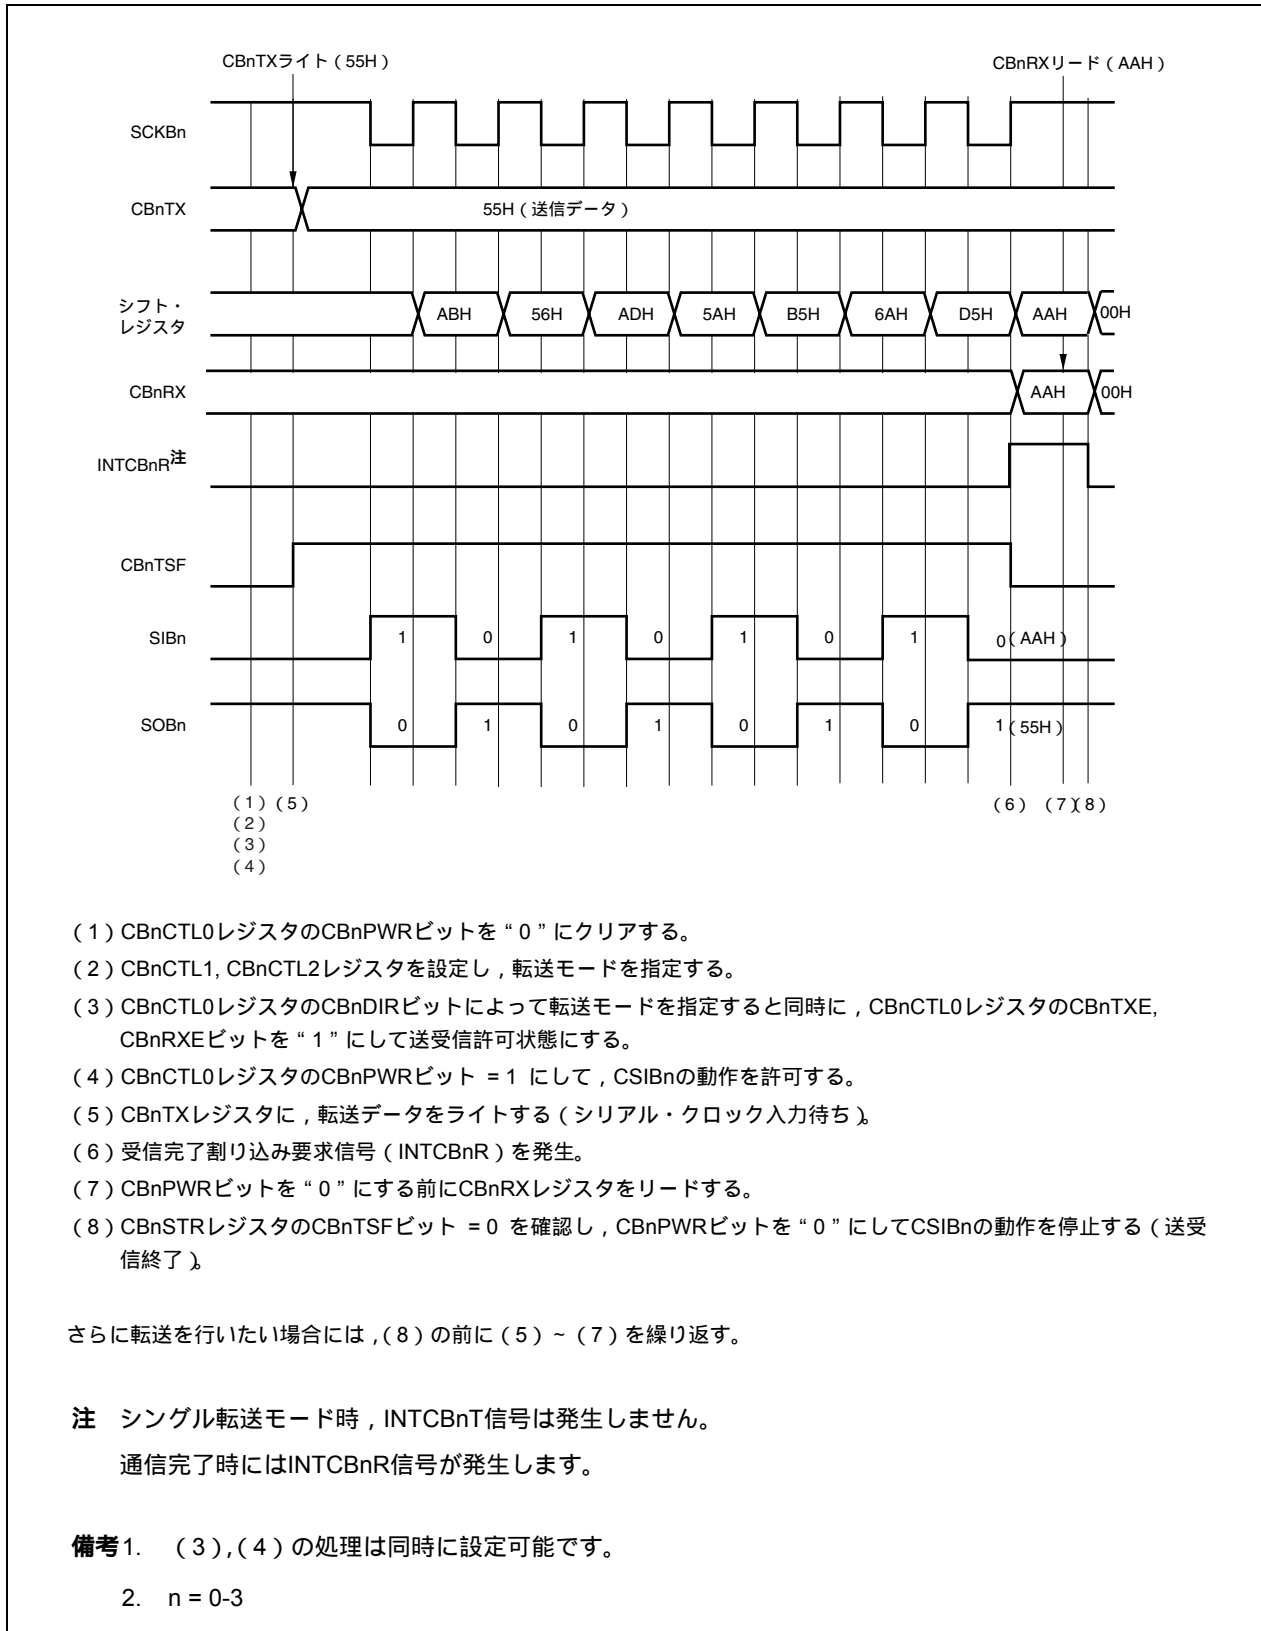 CBnTXライト（55H）
CBnRXリード（AAH）
SCKBn
CBnTX
55H（送信データ）
シフト・
レジスタ
ABH
56H
ADH
5AH
B5H
6AH
D5H
AAH
00H
CBnRX
AAH
00H
INTCBnR注
CBnTSF
SIBn
1
0
1
0
1
0
1
0（AAH）
SOBn
0
1
0
1
0
1
0
1（55H）
（1）（5）
（6）（7）（8）
（2）
（3）
（4）
（1）CBnCTL0レジスタのCBnPWRビットを“0”にクリアする。
（2）CBnCTL1, CBnCTL2レジスタを設定し，転送モードを指定する。
（3）CBnCTL0レジスタのCBnDIRビットによって転送モードを指定すると同時に，CBnCTL0レジスタのCBnTXE,
CBnRXEビットを“1”にして送受信許可状態にする。
（4）CBnCTL0レジスタのCBnPWRビット = 1 にして，CSIBnの動作を許可する。
（5）CBnTXレジスタに，転送データをライトする（シリアル・クロック入力待ち）。
（6）受信完了割り込み要求信号（INTCBnR）を発生。
（7）CBnPWRビットを“0”にする前にCBnRXレジスタをリードする。
（8）CBnSTRレジスタのCBnTSFビット = 0 を確認し，CBnPWRビットを“0”にしてCSIBnの動作を停止する（送受
信終了）。
さらに転送を行いたい場合には，（8）の前に（5）~（7）を繰り返す。
注 シングル転送モード時，INTCBnT信号は発生しません。
通信完了時にはINTCBnR信号が発生します。
備考1. （3），（4）の処理は同時に設定可能です。
2. n = 0-3